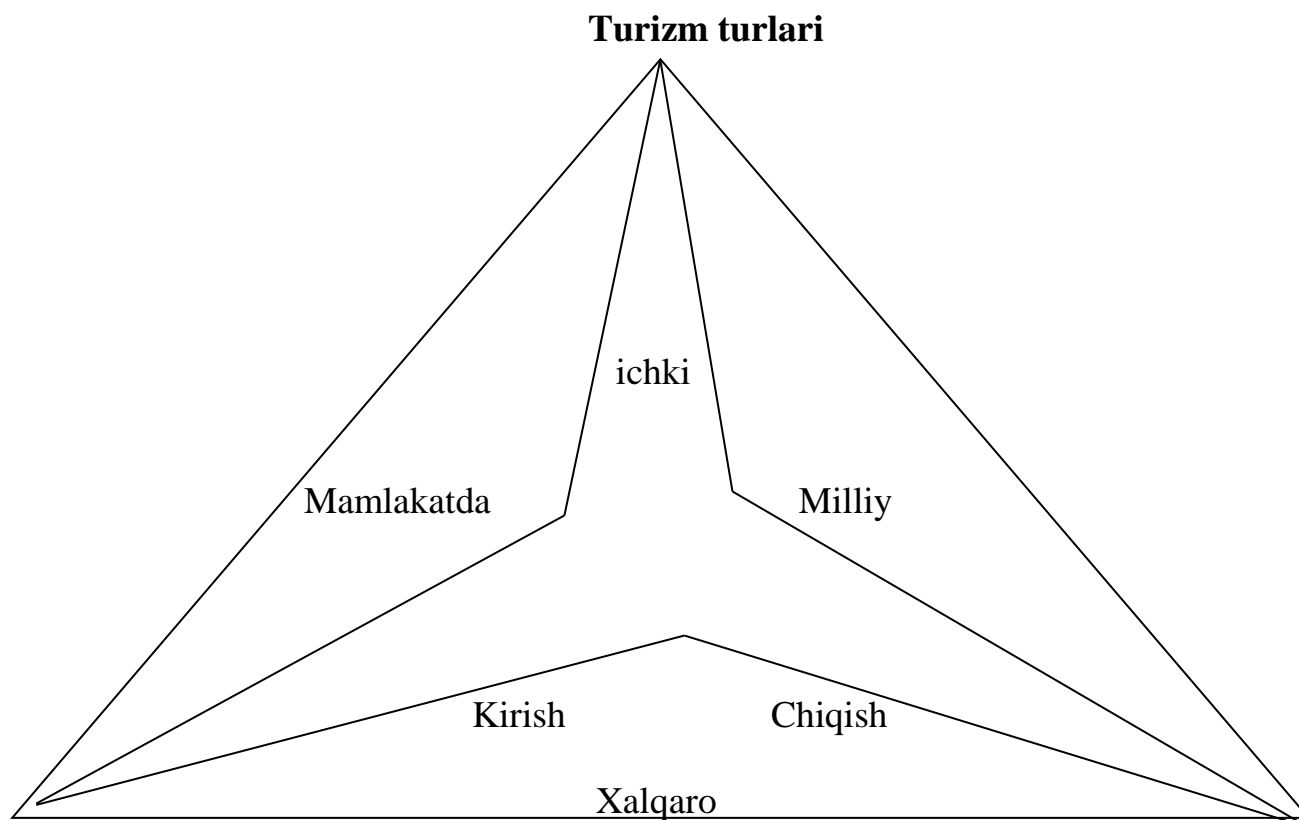 Turizm turlari
ichki
Mamlakatda
Milliy
Kirish
Chiqish
Xalqaro